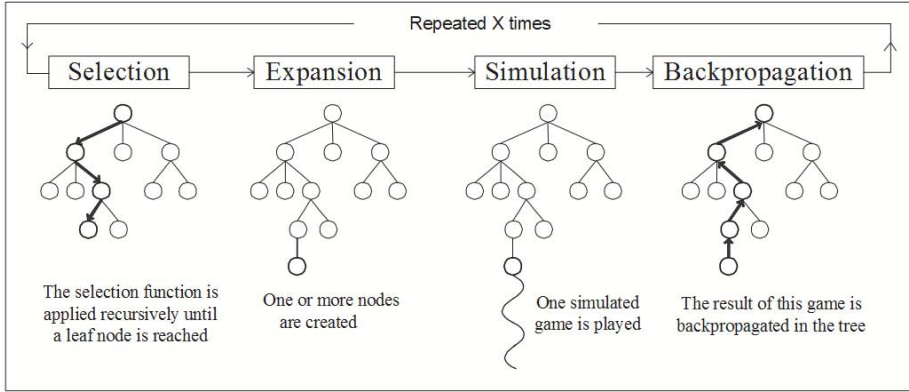 Repeated X times
Selection
Expansion
Simulation
Backpropagation
The selection function is
applied recursively until
a leaf node is reached
One or more nodes
are created
One simulated
game is played
The result of this game is
backpropagated in the tree